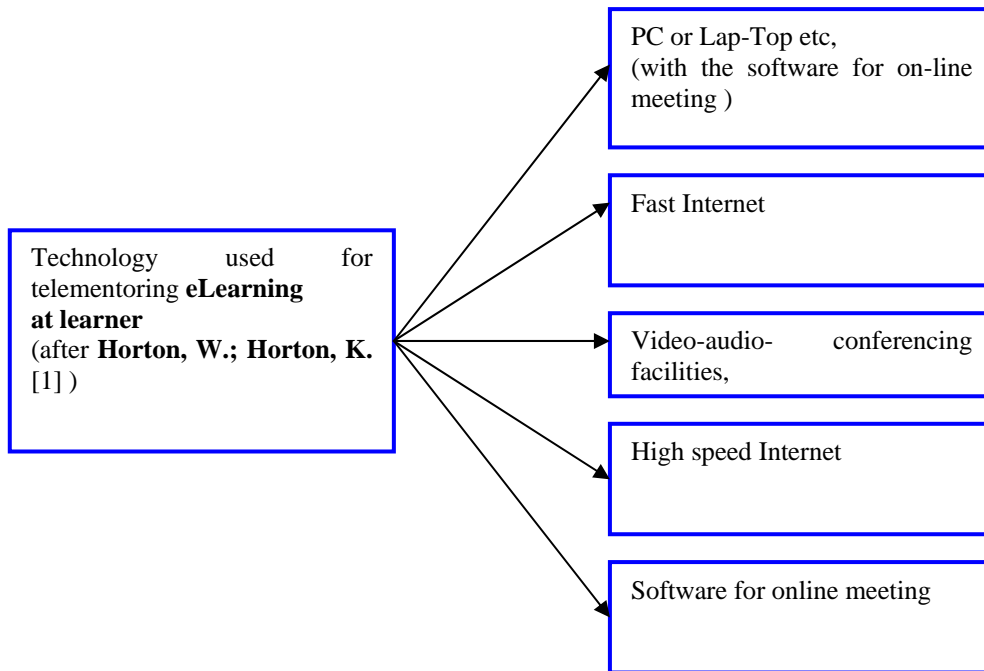 PC or Lap-Top etc,
(with the software for on-line
meeting )
Fast Internet
Technology used for
telementoring eLearning
at learner
(after Horton, W.; Horton, K.
[1] )
Video-audio- conferencing
facilities,
High speed Internet
Software for online meeting